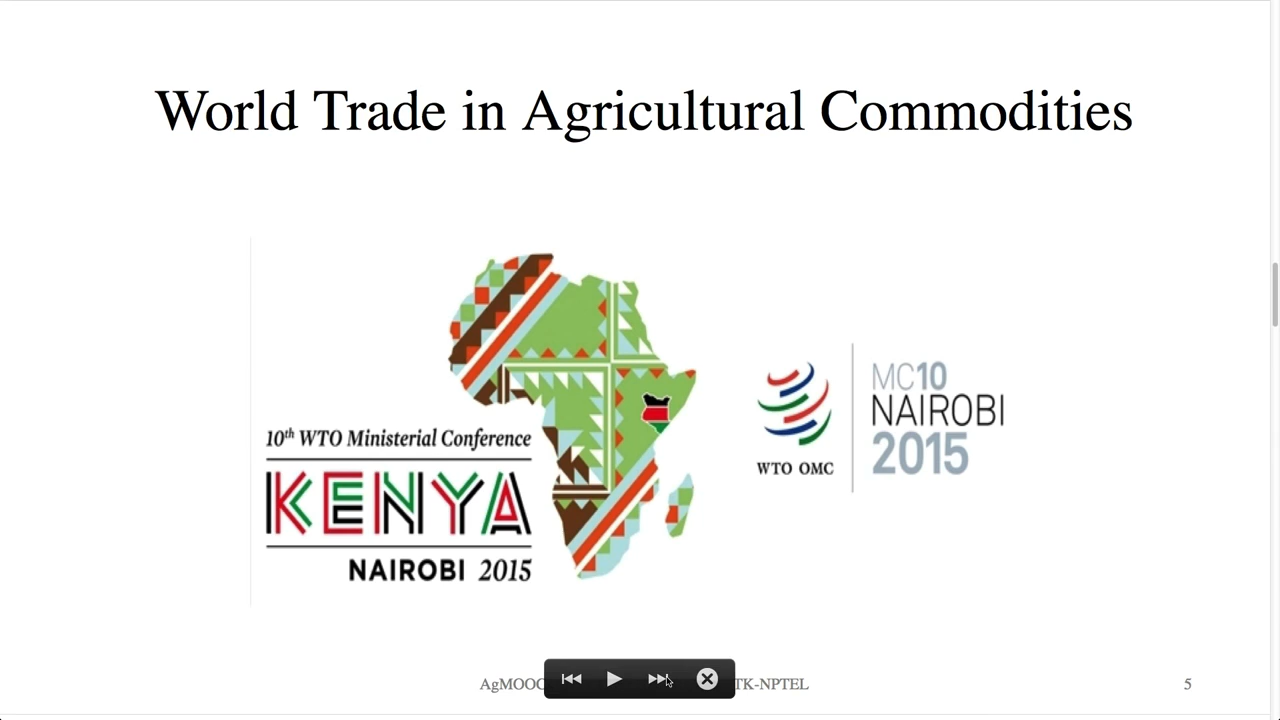 World Trade in Agricultural Commodities
10th WTO Ministerial Conference
KENYA
NAIROBI 2015
WTO OMC
MC10
NAIROBI
2015
TK-NPTEL
5